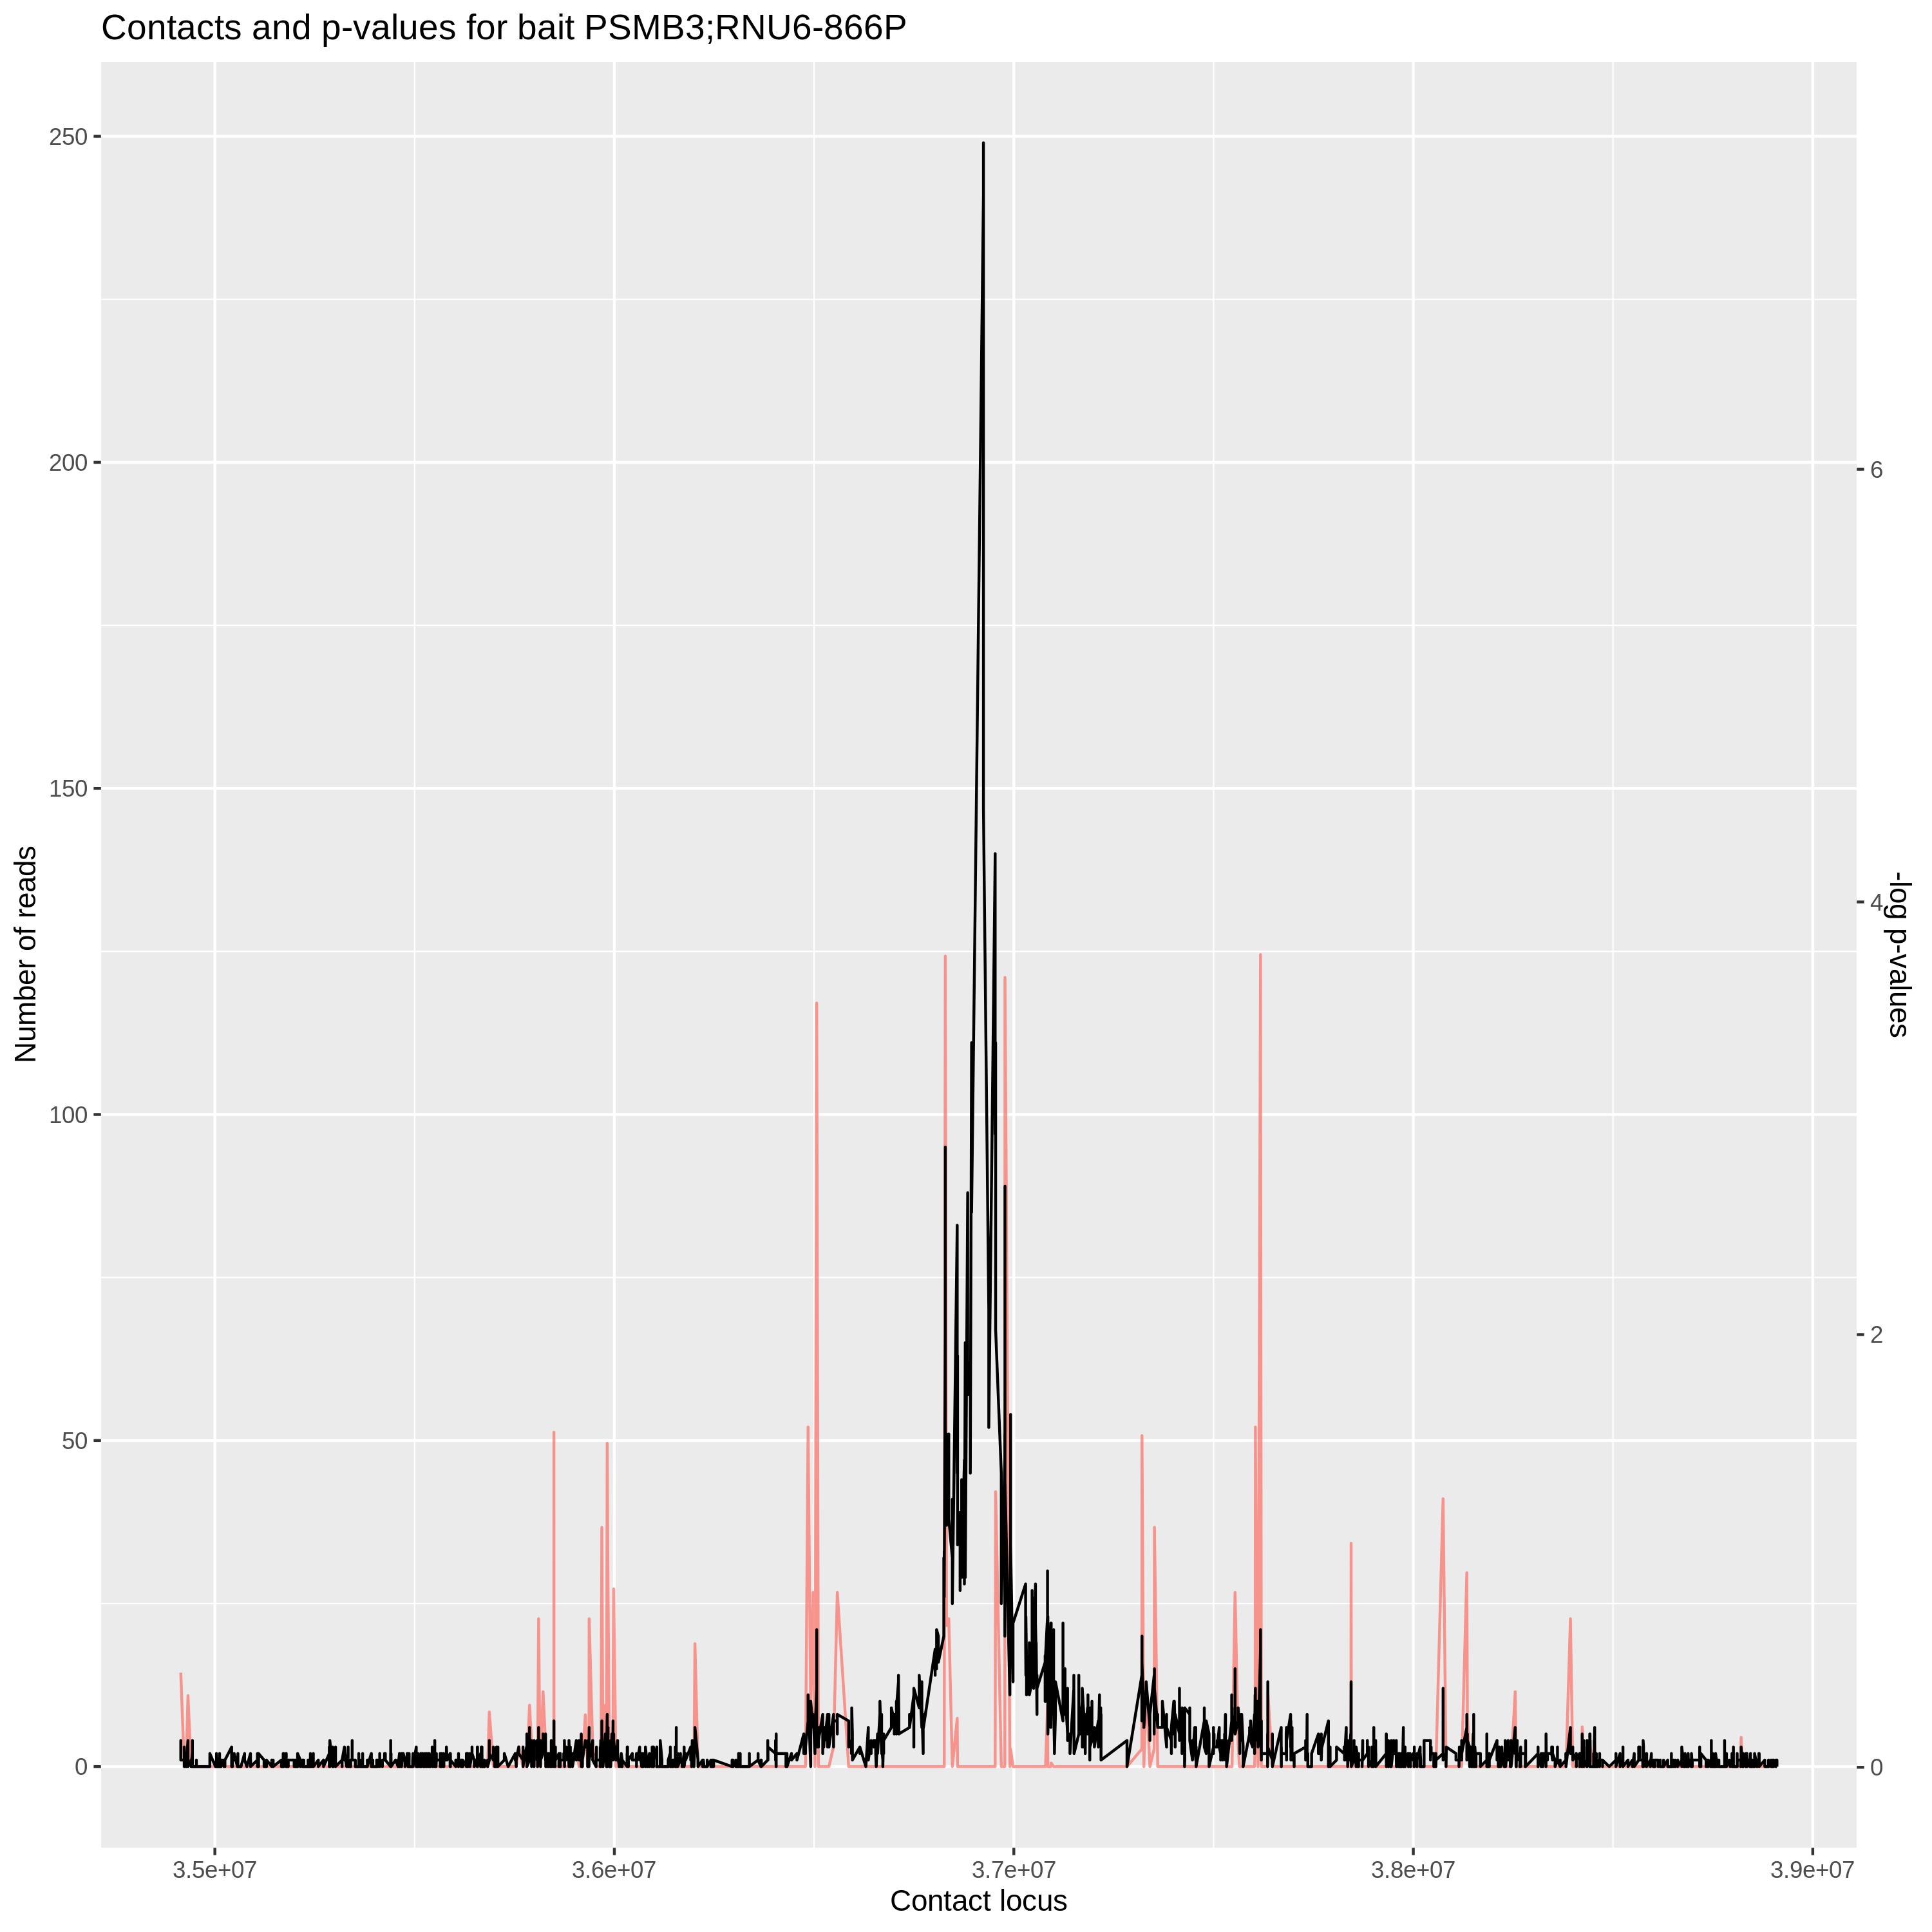 Contacts and p-values for bait PSMB3;RNU6-866P
250
200
150
100
50
0
Number of reads
6
4
2
0
-log p-values
3.5e+07
3.6e+07
3.7e+07
3.8e+07
3.9e+07
Contact locus